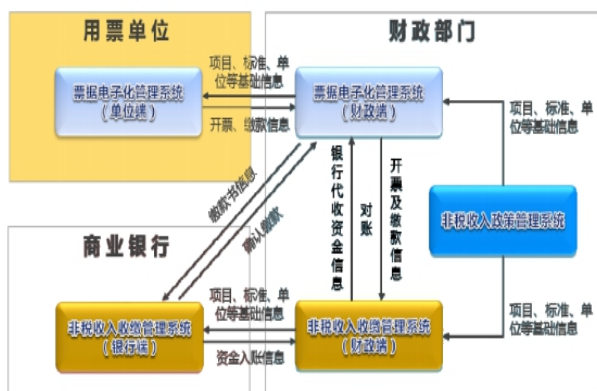 用票单位
财政部门
票据电子化管理系统
（单位端）
项目、标准、单
位等基础信息
开票、缴款信息
票据电子化管理系统
（财政端）
项目、标准、单
位等基础信息
缴款书信息
确认缴款
银行代收资金信息
对账
开票及缴款信息
非税收入政策管理系统
商业银行
非税收入收缴管理系统
（银行端）
项目、标准、单
位等基础信息
资金入账信息
非税收入收缴管理系统
（财政端）
项目、标准、单
位等基础信息